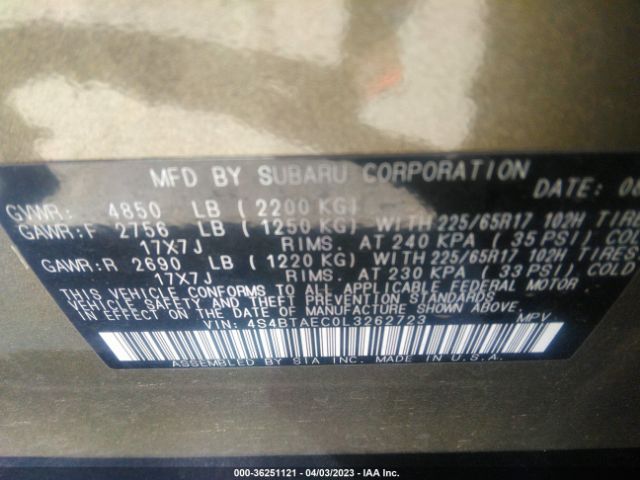 MFD BY SUBARU CORPORATION
DATE: 0
GVWR: 4850 LB ( 2200 KG)
GAWR:F 2756 LB ( 1250 KG) WITH 225/65R17 102H TIRE
17X7J RIMS. AT 240 KPA ( 35 PSI) COLD
GAWR:R 2690 LB ( 1220 KG) WITH 225/65R17 102H TIRES
17X7J RIMS. AT 230 KPA ( 33 PSI) COLD
THIS VEHICLE CONFORMS TO ALL APPLICABLE FEDERAL MOTOR
VEHICLE SAFETY AND THEFT PREVENTION STANDARDS
IN EFFECT ON THE DATE OF MANUFACTURE SHOWN ABOVE.
VIN: 4S4BTAEC0L3262723 MPV
ASSEMBLED BY SIA INC. MADE IN U.S.A.
000-36251121 - 04/03/2023 - IAA Inc.